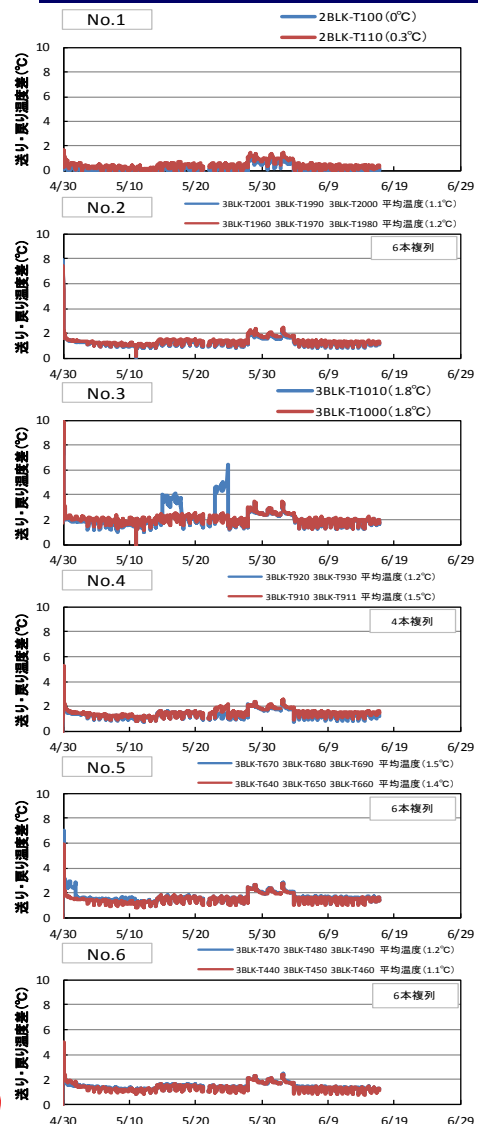 No.1
2BLK-T100(0℃)
2BLK-T110(0.3℃)
送り・戻り温度差(℃)
10
8
6
4
2
0
4/30 5/10 5/20 5/30 6/9 6/19 6/29
No.2
3BLK-T2001 3BLK-T1990 3BLK-T2000 平均温度(1.1℃)
3BLK-T1960 3BLK-T1970 3BLK-T1980 平均温度(1.2℃)
6本複列
送り・戻り温度差(℃)
10
8
6
4
2
0
4/30 5/10 5/20 5/30 6/9 6/19 6/29
No.3
3BLK-T1010(1.8℃)
3BLK-T1000(1.8℃)
送り・戻り温度差(℃)
10
8
6
4
2
0
4/30 5/10 5/20 5/30 6/9 6/19 6/29
No.4
3BLK-T920 3BLK-T930 平均温度(1.2℃)
3BLK-T910 3BLK-T911 平均温度(1.5℃)
4本複列
送り・戻り温度差(℃)
10
8
6
4
2
0
4/30 5/10 5/20 5/30 6/9 6/19 6/29
No.5
3BLK-T670 3BLK-T680 3BLK-T690 平均温度(1.5℃)
3BLK-T640 3BLK-T650 3BLK-T660 平均温度(1.4℃)
6本複列
送り・戻り温度差(℃)
10
8
6
4
2
0
4/30 5/10 5/20 5/30 6/9 6/19 6/29
No.6
3BLK-T470 3BLK-T480 3BLK-T490 平均温度(1.2℃)
3BLK-T440 3BLK-T450 3BLK-T460 平均温度(1.1℃)
6本複列
送り・戻り温度差(℃)
10
8
6
4
2
0
4/30 5/10 5/20 5/30 6/9 6/19 6/29